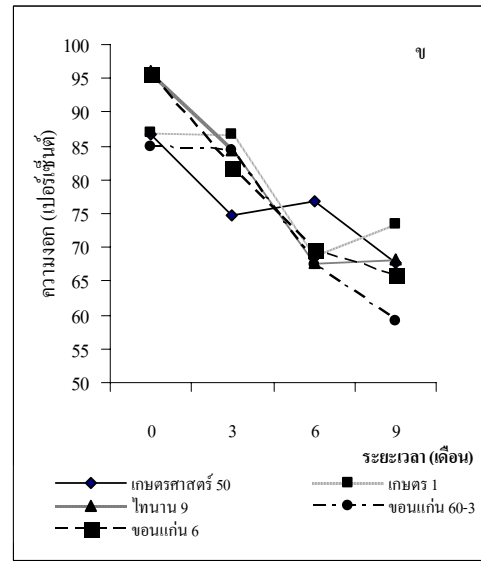 ข
ความงอก (เปอร์เซ็นต์)
100
95
90
85
80
75
70
65
60
55
50
0 3 6 9
ระยะเวลา (เดือน)
เกษตรศาสตร์ 50 เกษตร 1
ไทนาน 9 ขอนแก่น 60-3
ขอนแก่น 6